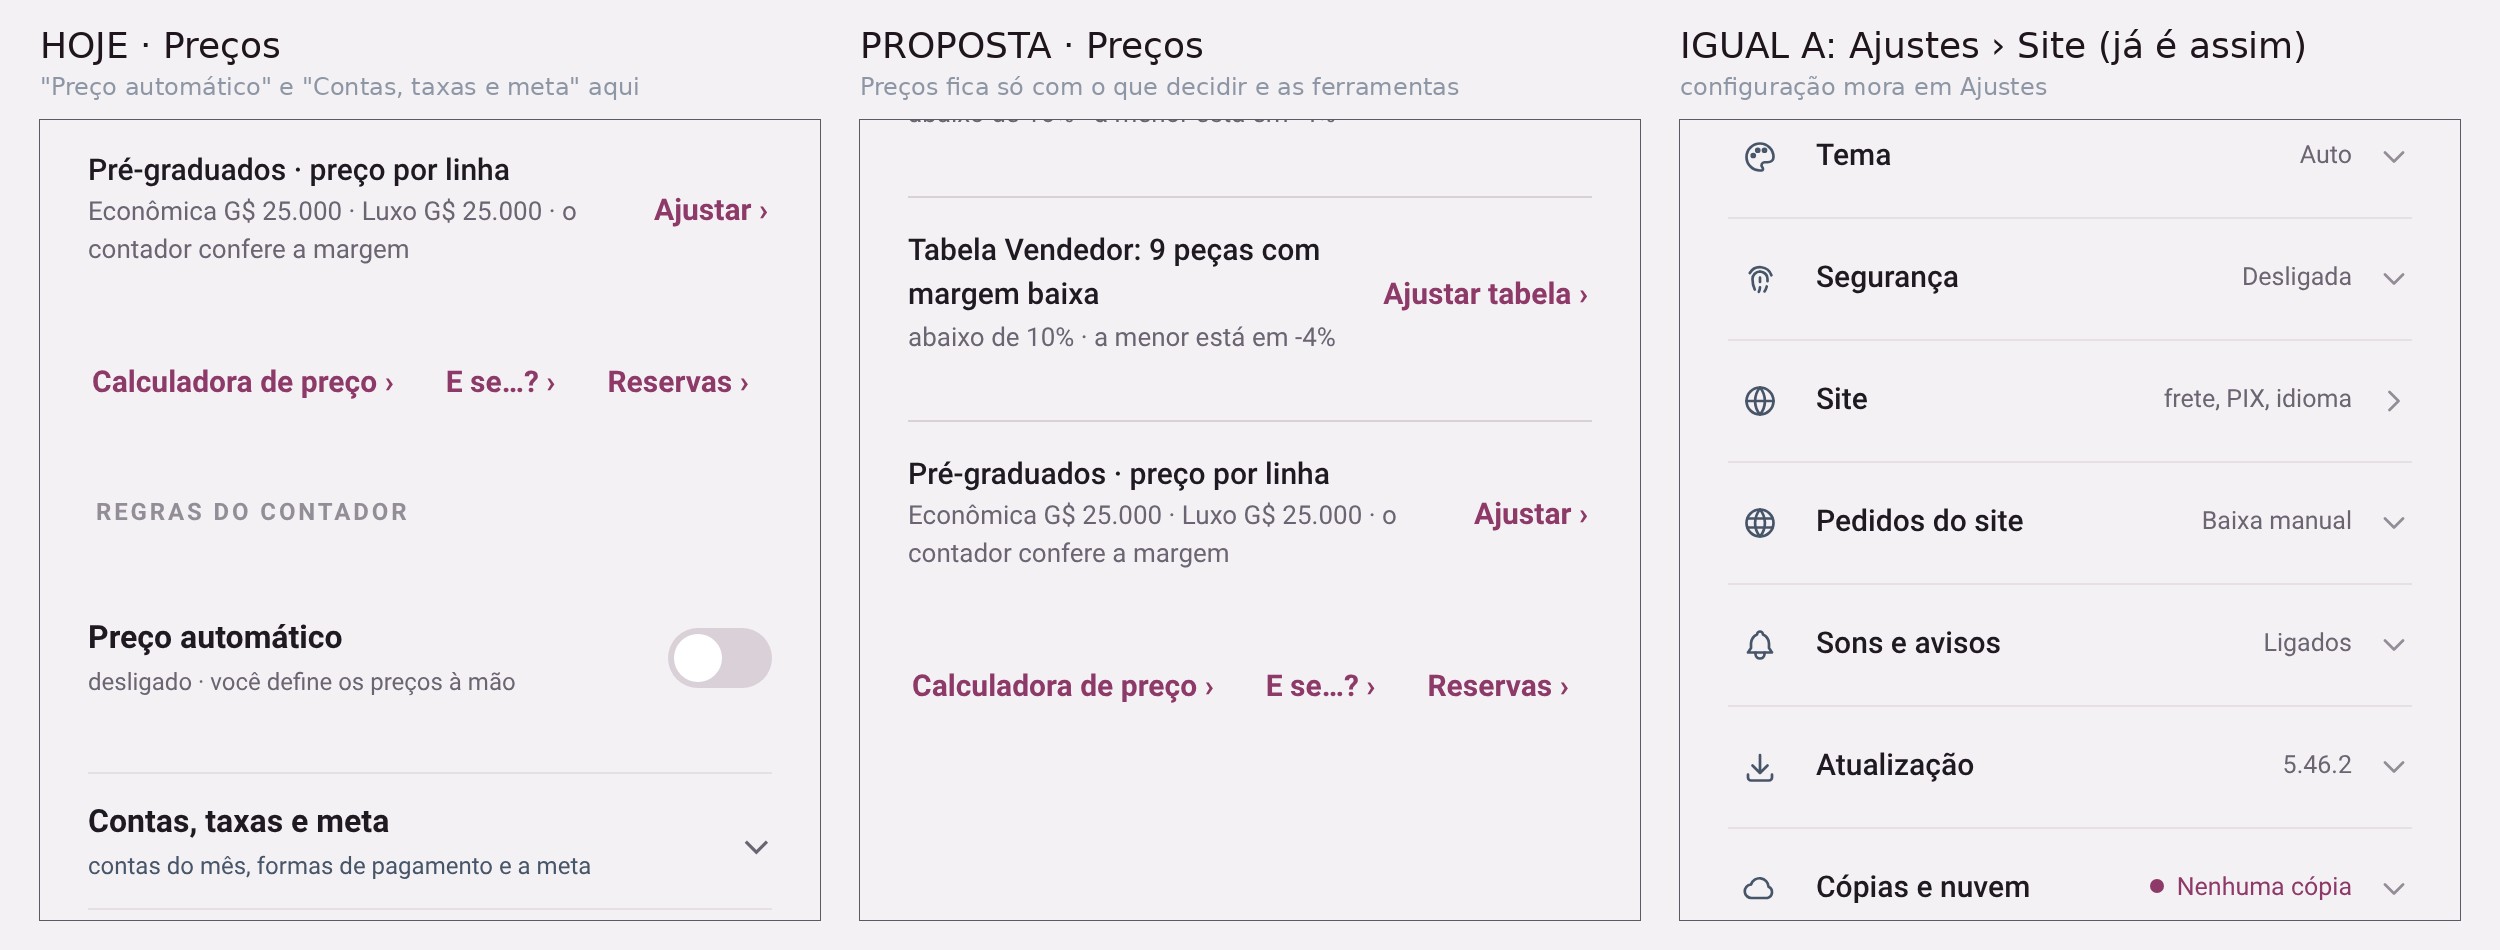 HOJE · Preços
"Preço automático" e "Contas, taxas e meta" aqui
Pré-graduados · preço por linha
Econômica G$ 25.000 · Luxo G$ 25.000 · o
contador confere a margem
Ajustar ›
Calculadora de preço › E se…? › Reservas ›
REGRAS DO CONTADOR
Preço automático
desligado · você define os preços à mão
Contas, taxas e meta
contas do mês, formas de pagamento e a meta
PROPOSTA · Preços
Preços fica só com o que decidir e as ferramentas
Tabela Vendedor: 9 peças com
margem baixa
Ajustar tabela ›
abaixo de 10% · a menor está em -4%
Pré-graduados · preço por linha
Econômica G$ 25.000 · Luxo G$ 25.000 · o
contador confere a margem
Ajustar ›
Calculadora de preço › E se…? › Reservas ›
IGUAL A: Ajustes › Site (já é assim)
configuração mora em Ajustes
Tema Auto
Segurança Desligada
Site frete, PIX, idioma
Pedidos do site Baixa manual
Sons e avisos Ligados
Atualização 5.46.2
Cópias e nuvem Nenhuma cópia